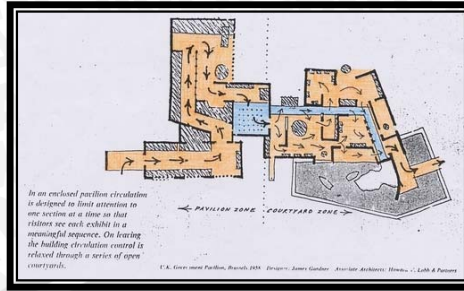 In an enclosed pavilion circulation
is designed to limit attention to
one section at a time so that
visitors see each exhibit in a
meaningful sequence. On leaving
the building circulation control is
relaxed through a series of open
courtyards.
PAVILION ZONE
COURTYARD ZONE
U.K. Government Pavilion, Brussels 1958 Designer: James Gardner Associate Architects: Howard Lobb & Partners